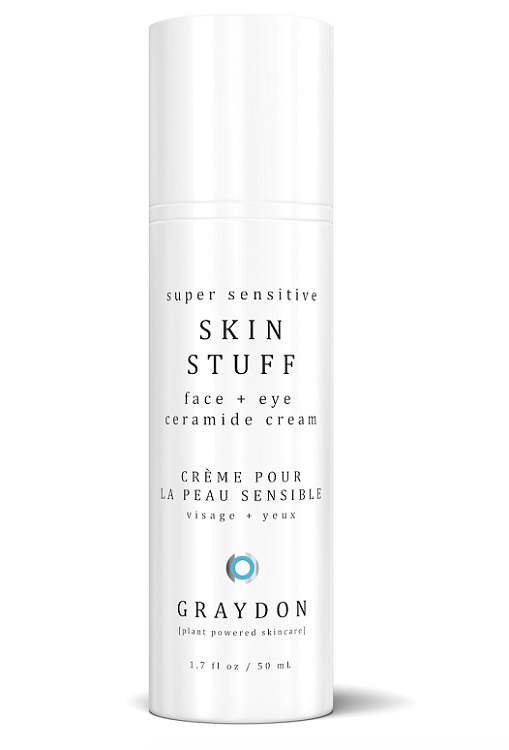 super sensitive
SKIN
STUFF
face + eye
ceramide cream
CRÈME POUR
LA PEAU SENSIBLE
visage + yeux
GRAYDON
[plant powered skincare]
1.7 fl oz / 50 mL